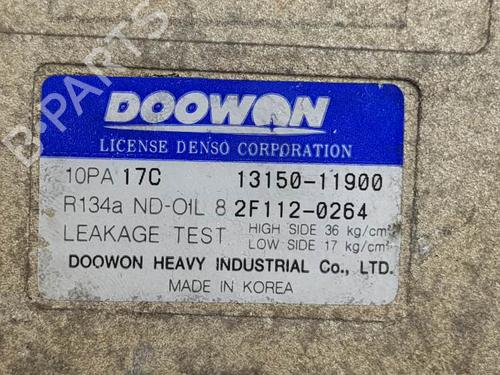 DOOWON
LICENSE DENSO CORPORATION
10PA 17C 13150-11900
R134a ND-OIL 8 2F112-0264
LEAKAGE TEST HIGH SIDE 36 kg/cm²
LOW SIDE 17 kg/cm²
DOOWON HEAVY INDUSTRIAL Co., LTD.
MADE IN KOREA
B-PARTS